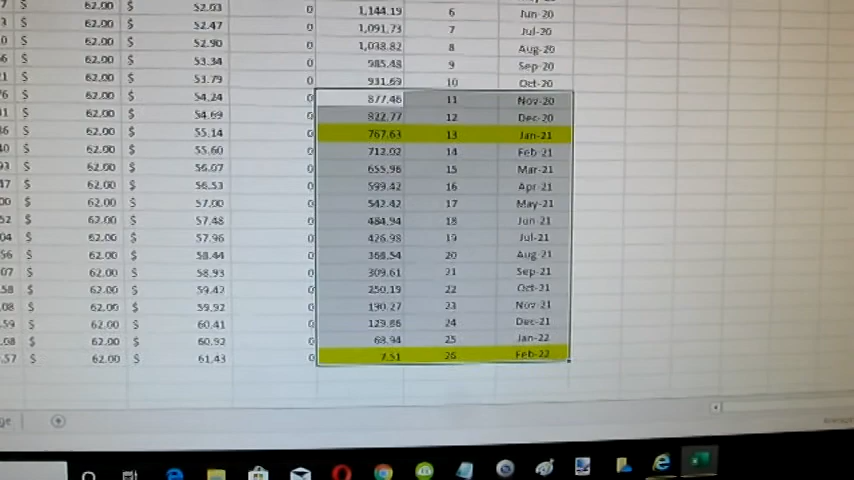 62.00 $ 52.03 0 1,144.19 6 Jun-20
62.00 $ 52.47 0 1,091.73 7 Jul-20
62.00 $ 52.90 0 1,038.82 8 Aug-20
$ 62.00 $ 53.34 0 985.48 9 Sep-20
$ 62.00 $ 53.79 0 931.69 10 Oct-20
$ 62.00 $ 54.24 0 877.46 11 Nov-20
$ 62.00 $ 54.69 0 822.77 12 Dec-20
$ 62.00 $ 55.14 0 767.63 13 Jan-21
$ 62.00 $ 55.60 0 712.02 14 Feb-21
$ 62.00 $ 56.07 0 655.96 15 Mar-21
$ 62.00 $ 56.53 0 599.42 16 Apr-21
$ 62.00 $ 57.00 0 542.42 17 May-21
52 $ 62.00 $ 57.48 0 484.94 18 Jun-21
04 $ 62.00 $ 57.96 0 426.98 19 Jul-21
56 $ 62.00 $ 58.44 0 368.54 20 Aug-21
07 $ 62.00 $ 58.93 0 309.61 21 Sep-21
.58 $ 62.00 $ 59.42 0 250.19 22 Oct-21
.08 $ 62.00 $ 59.92 0 190.27 23 Nov-21
.59 $ 62.00 $ 60.41 0 129.86 24 Dec-21
.08 $ 62.00 $ 60.92 0 68.94 25 Jan-22
.57 $ 62.00 $ 61.43 0 7.51 26 Feb-22